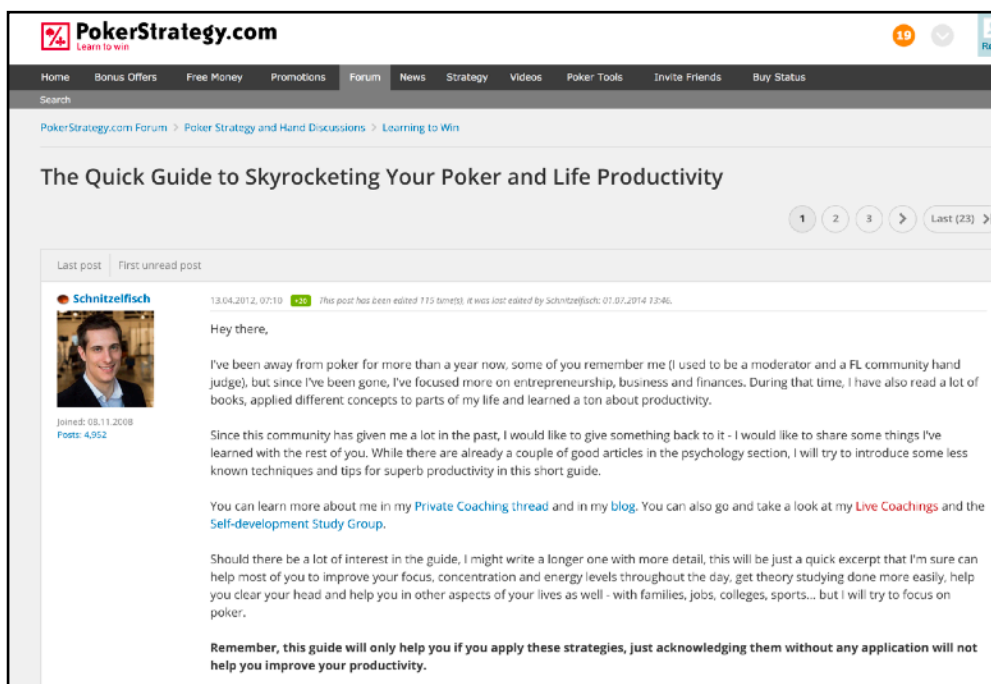 PokerStrategy.com
Learn to win
19
Home Bonus Offers Free Money Promotions Forum News Strategy Videos Poker Tools Invite Friends Buy Status
Search
PokerStrategy.com Forum > Poker Strategy and Hand Discussions > Learning to Win
The Quick Guide to Skyrocketing Your Poker and Life Productivity
1 2 3 > Last (23) >
Last post First unread post
Schnitzelfisch
Joined: 08.11.2008
Posts: 4,952
13.04.2012, 07:10 +20 This post has been edited 115 time(s), it was last edited by Schnitzelfisch: 01.07.2014 13:46.
Hey there,
I've been away from poker for more than a year now, some of you remember me (I used to be a moderator and a FL community hand
judge), but since I've been gone, I've focused more on entrepreneurship, business and finances. During that time, I have also read a lot of
books, applied different concepts to parts of my life and learned a ton about productivity.
Since this community has given me a lot in the past, I would like to give something back to it - I would like to share some things I've
learned with the rest of you. While there are already a couple of good articles in the psychology section, I will try to introduce some less
known techniques and tips for superb productivity in this short guide.
You can learn more about me in my Private Coaching thread and in my blog. You can also go and take a look at my Live Coachings and the
Self-development Study Group.
Should there be a lot of interest in the guide, I might write a longer one with more detail, this will be just a quick excerpt that I'm sure can
help most of you to improve your focus, concentration and energy levels throughout the day, get theory studying done more easily, help
you clear your head and help you in other aspects of your lives as well - with families, jobs, colleges, sports... but I will try to focus on
poker.
Remember, this guide will only help you if you apply these strategies, just acknowledging them without any application will not
help you improve your productivity.